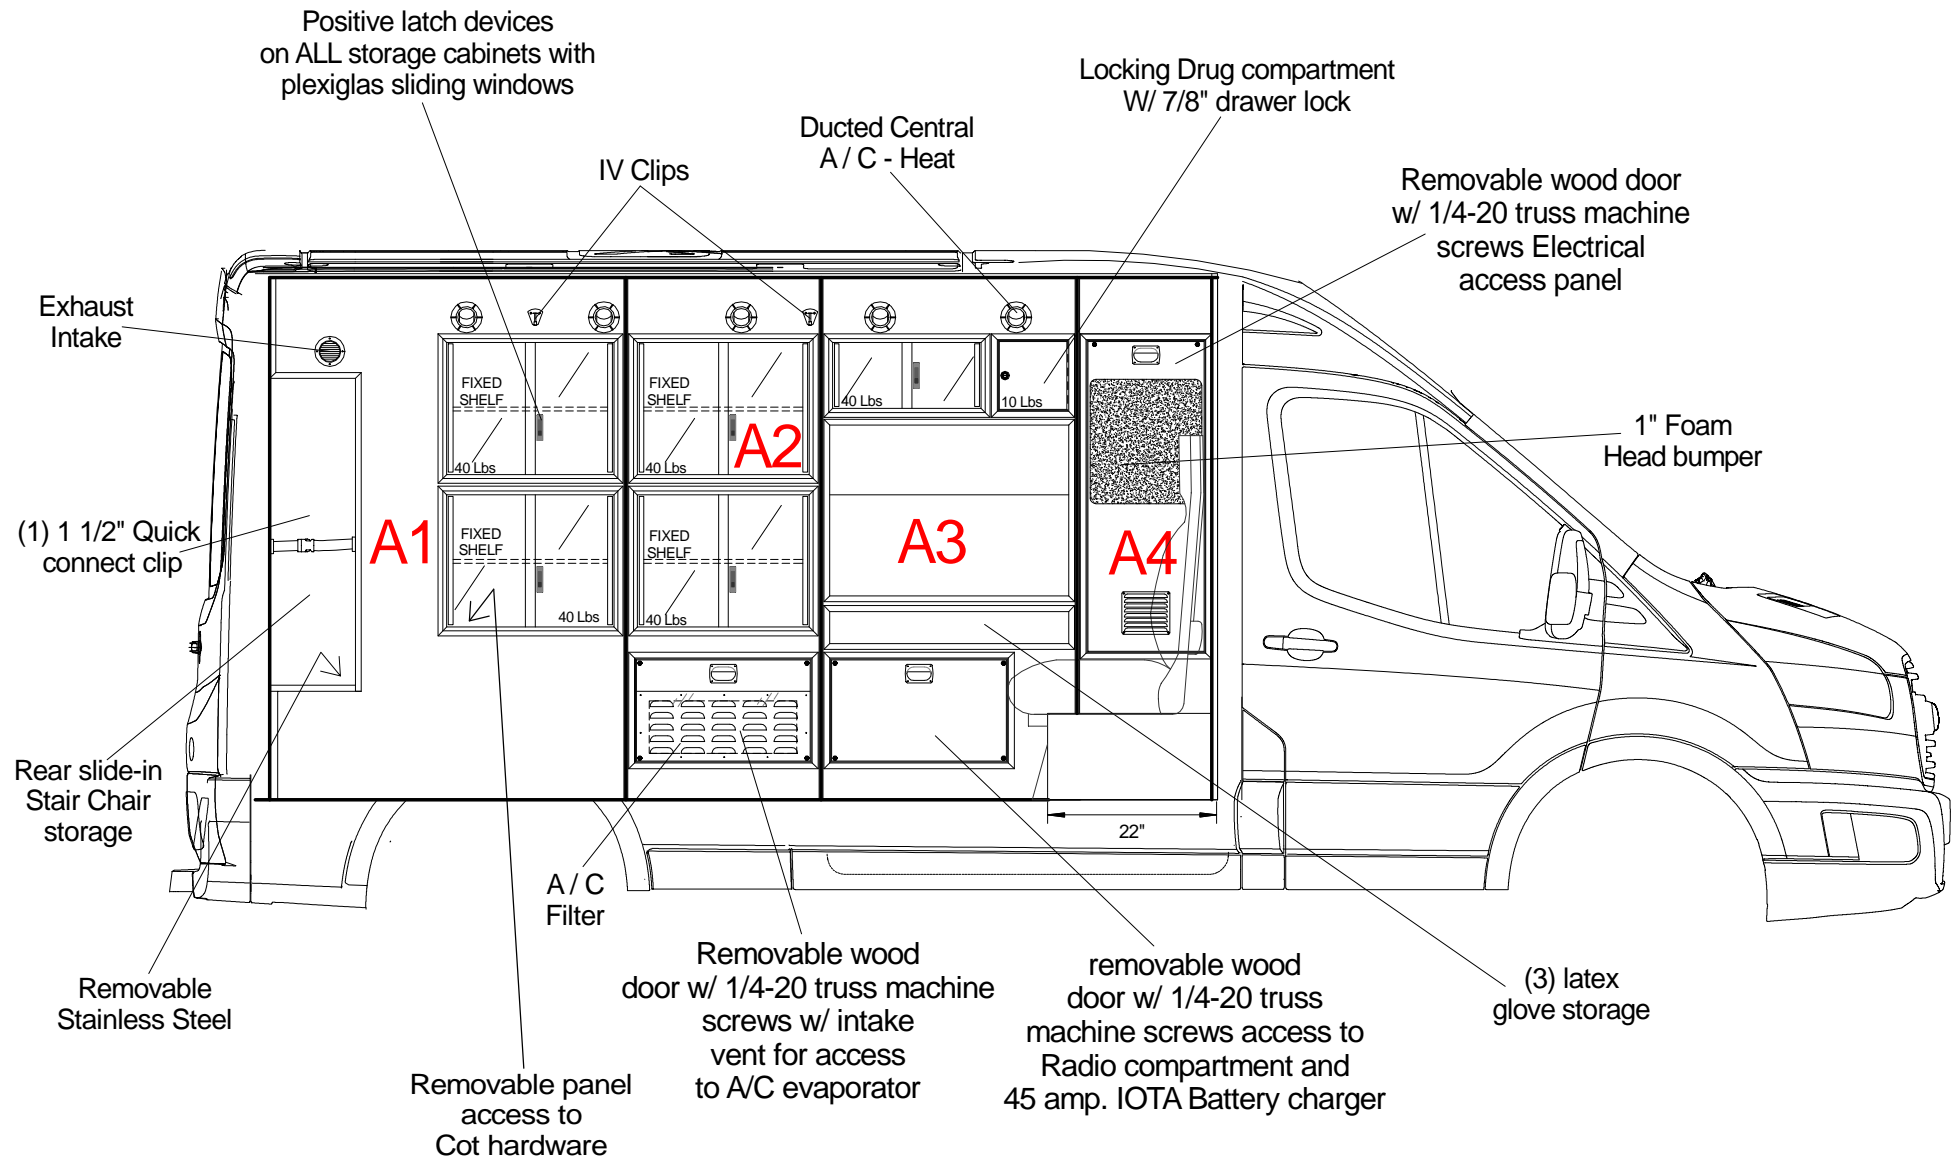 Positive latch devices
on ALL storage cabinets with
plexiglas sliding windows
Locking Drug compartment
W/ 7/8" drawer lock
Ducted Central
A / C - Heat
IV Clips
Removable wood door
w/ 1/4-20 truss machine
screws Electrical
access panel
Exhaust
Intake
FIXED
SHELF
40 Lbs
FIXED
SHELF
40 Lbs
A2
40 Lbs
10 Lbs
1" Foam
Head bumper
(1) 1 1/2" Quick
connect clip
A1
FIXED
SHELF
40 Lbs
FIXED
SHELF
40 Lbs
A3
A4
Rear slide-in
Stair Chair
storage
22"
A / C
Filter
Removable
Stainless Steel
Removable panel
access to
Cot hardware
Removable wood
door w/ 1/4-20 truss machine
screws w/ intake
vent for access
to A/C evaporator
removable wood
door w/ 1/4-20 truss
machine screws access to
Radio compartment and
45 amp. IOTA Battery charger
(3) latex
glove storage